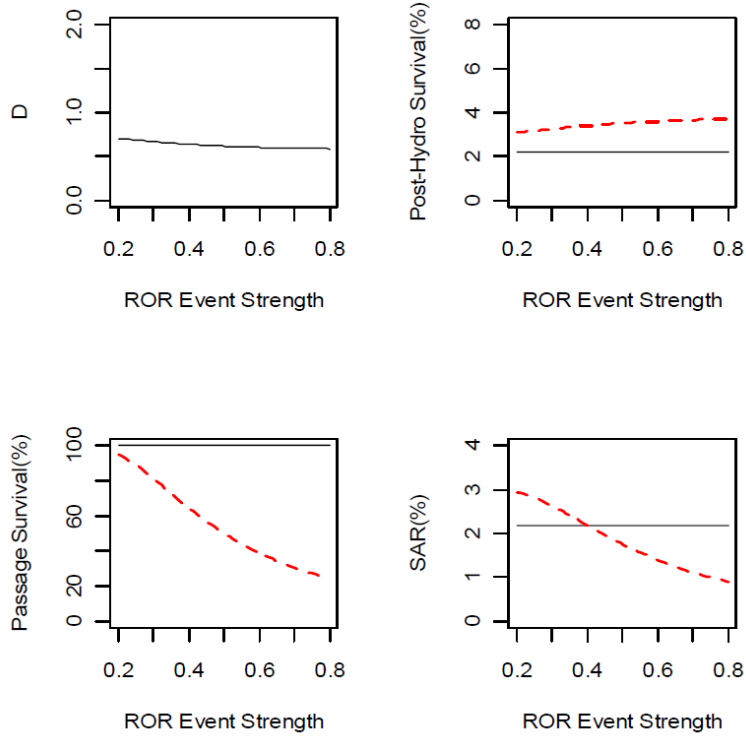 D
2.0
1.0
0.0
0.2 0.4 0.6 0.8
ROR Event Strength
Post-Hydro Survival(%)
8
6
4
2
0
0.2 0.4 0.6 0.8
ROR Event Strength
Passage Survival(%)
100
60
20
0
0.2 0.4 0.6 0.8
ROR Event Strength
SAR(%)
4
3
2
1
0
0.2 0.4 0.6 0.8
ROR Event Strength